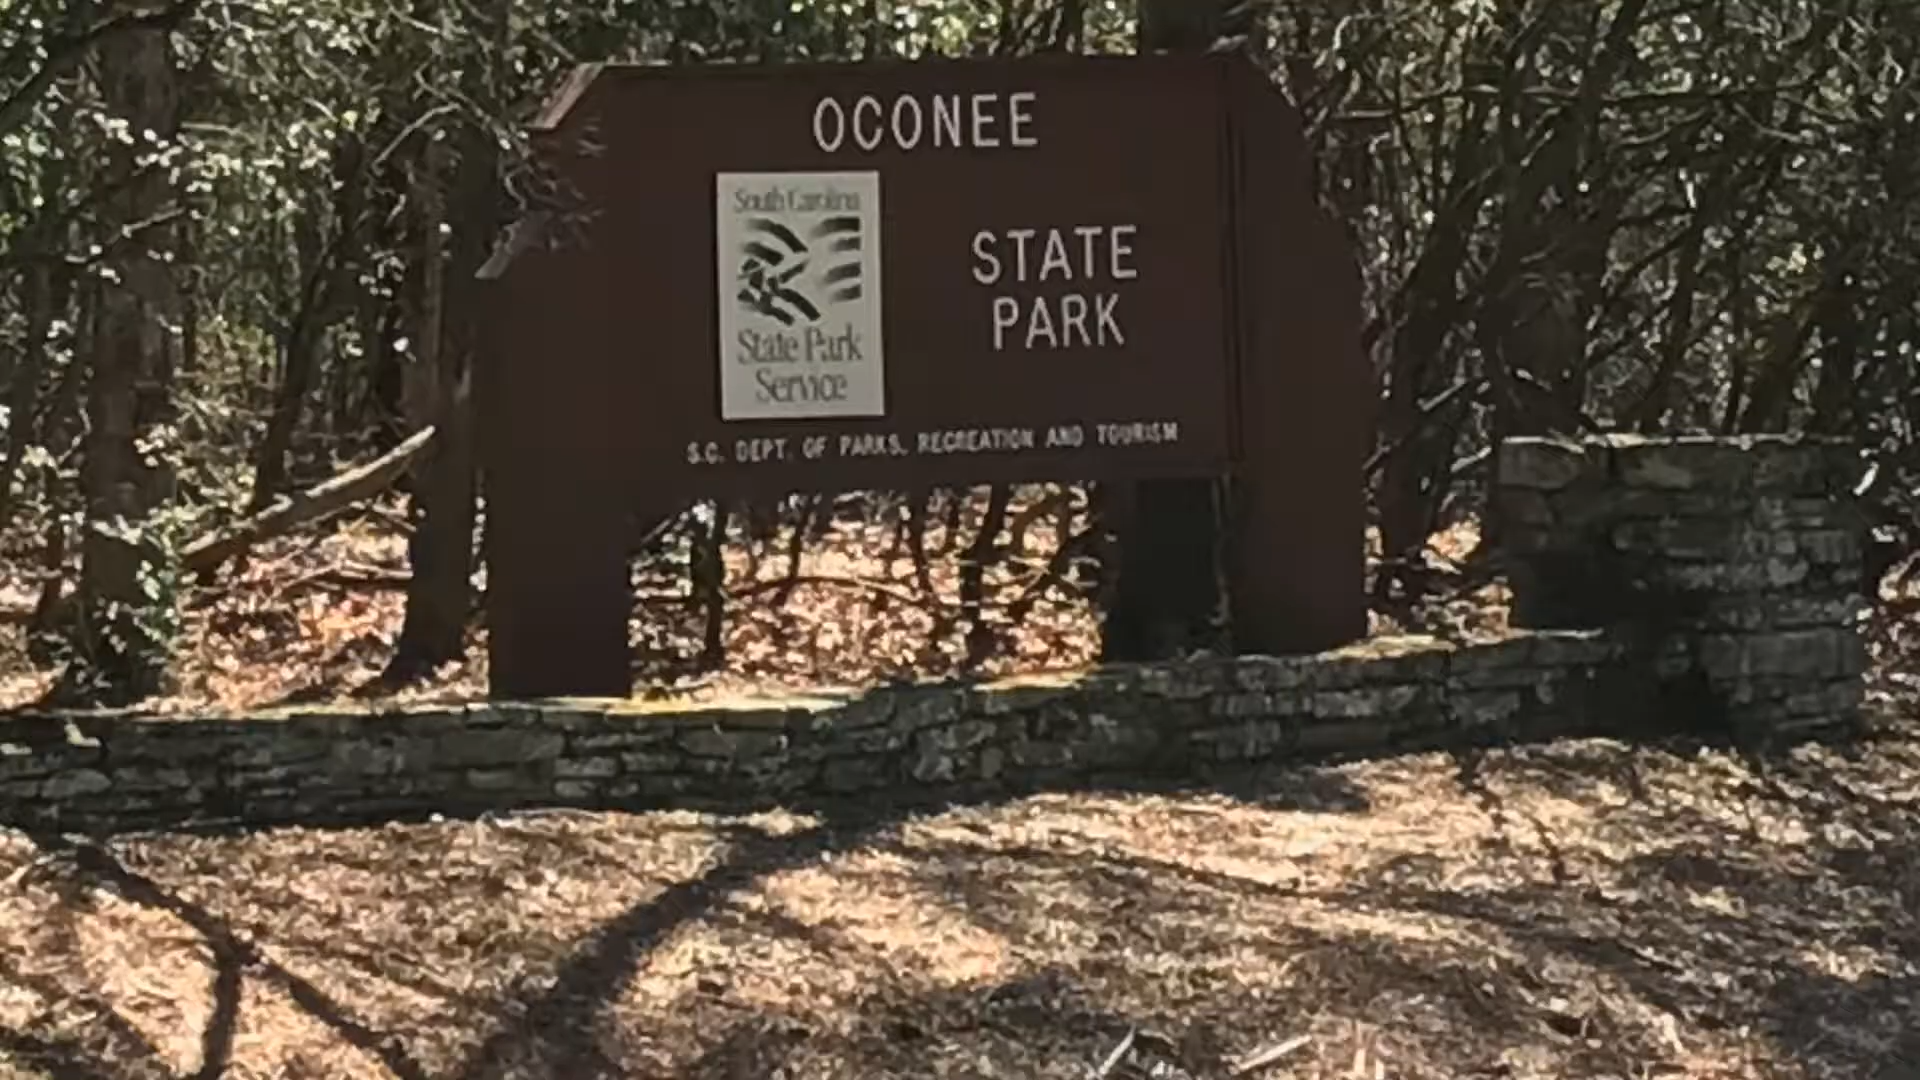 OCONEE
South Carolina
State Park
Service
STATE
PARK
S.C. DEPT. OF PARKS, RECREATION AND TOURISM